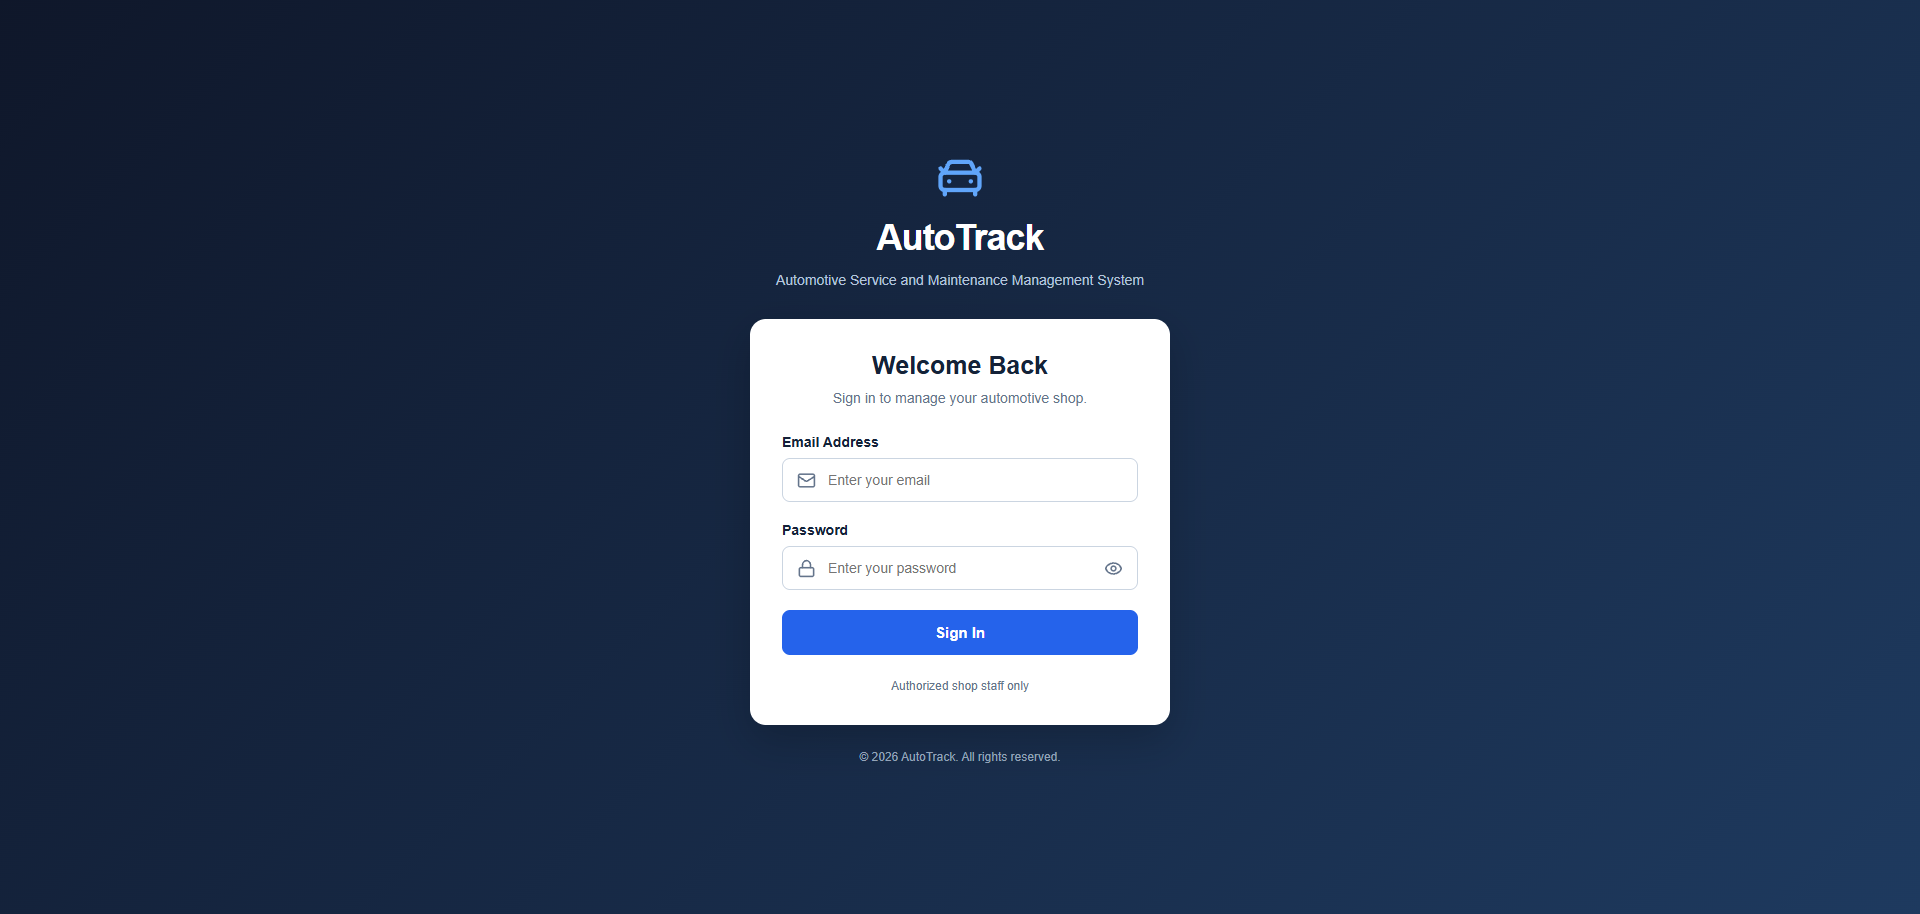 AutoTrack
Automotive Service and Maintenance Management System
Welcome Back
Sign in to manage your automotive shop.
Email Address
Enter your email
Password
Enter your password
Sign In
Authorized shop staff only
© 2026 AutoTrack. All rights reserved.